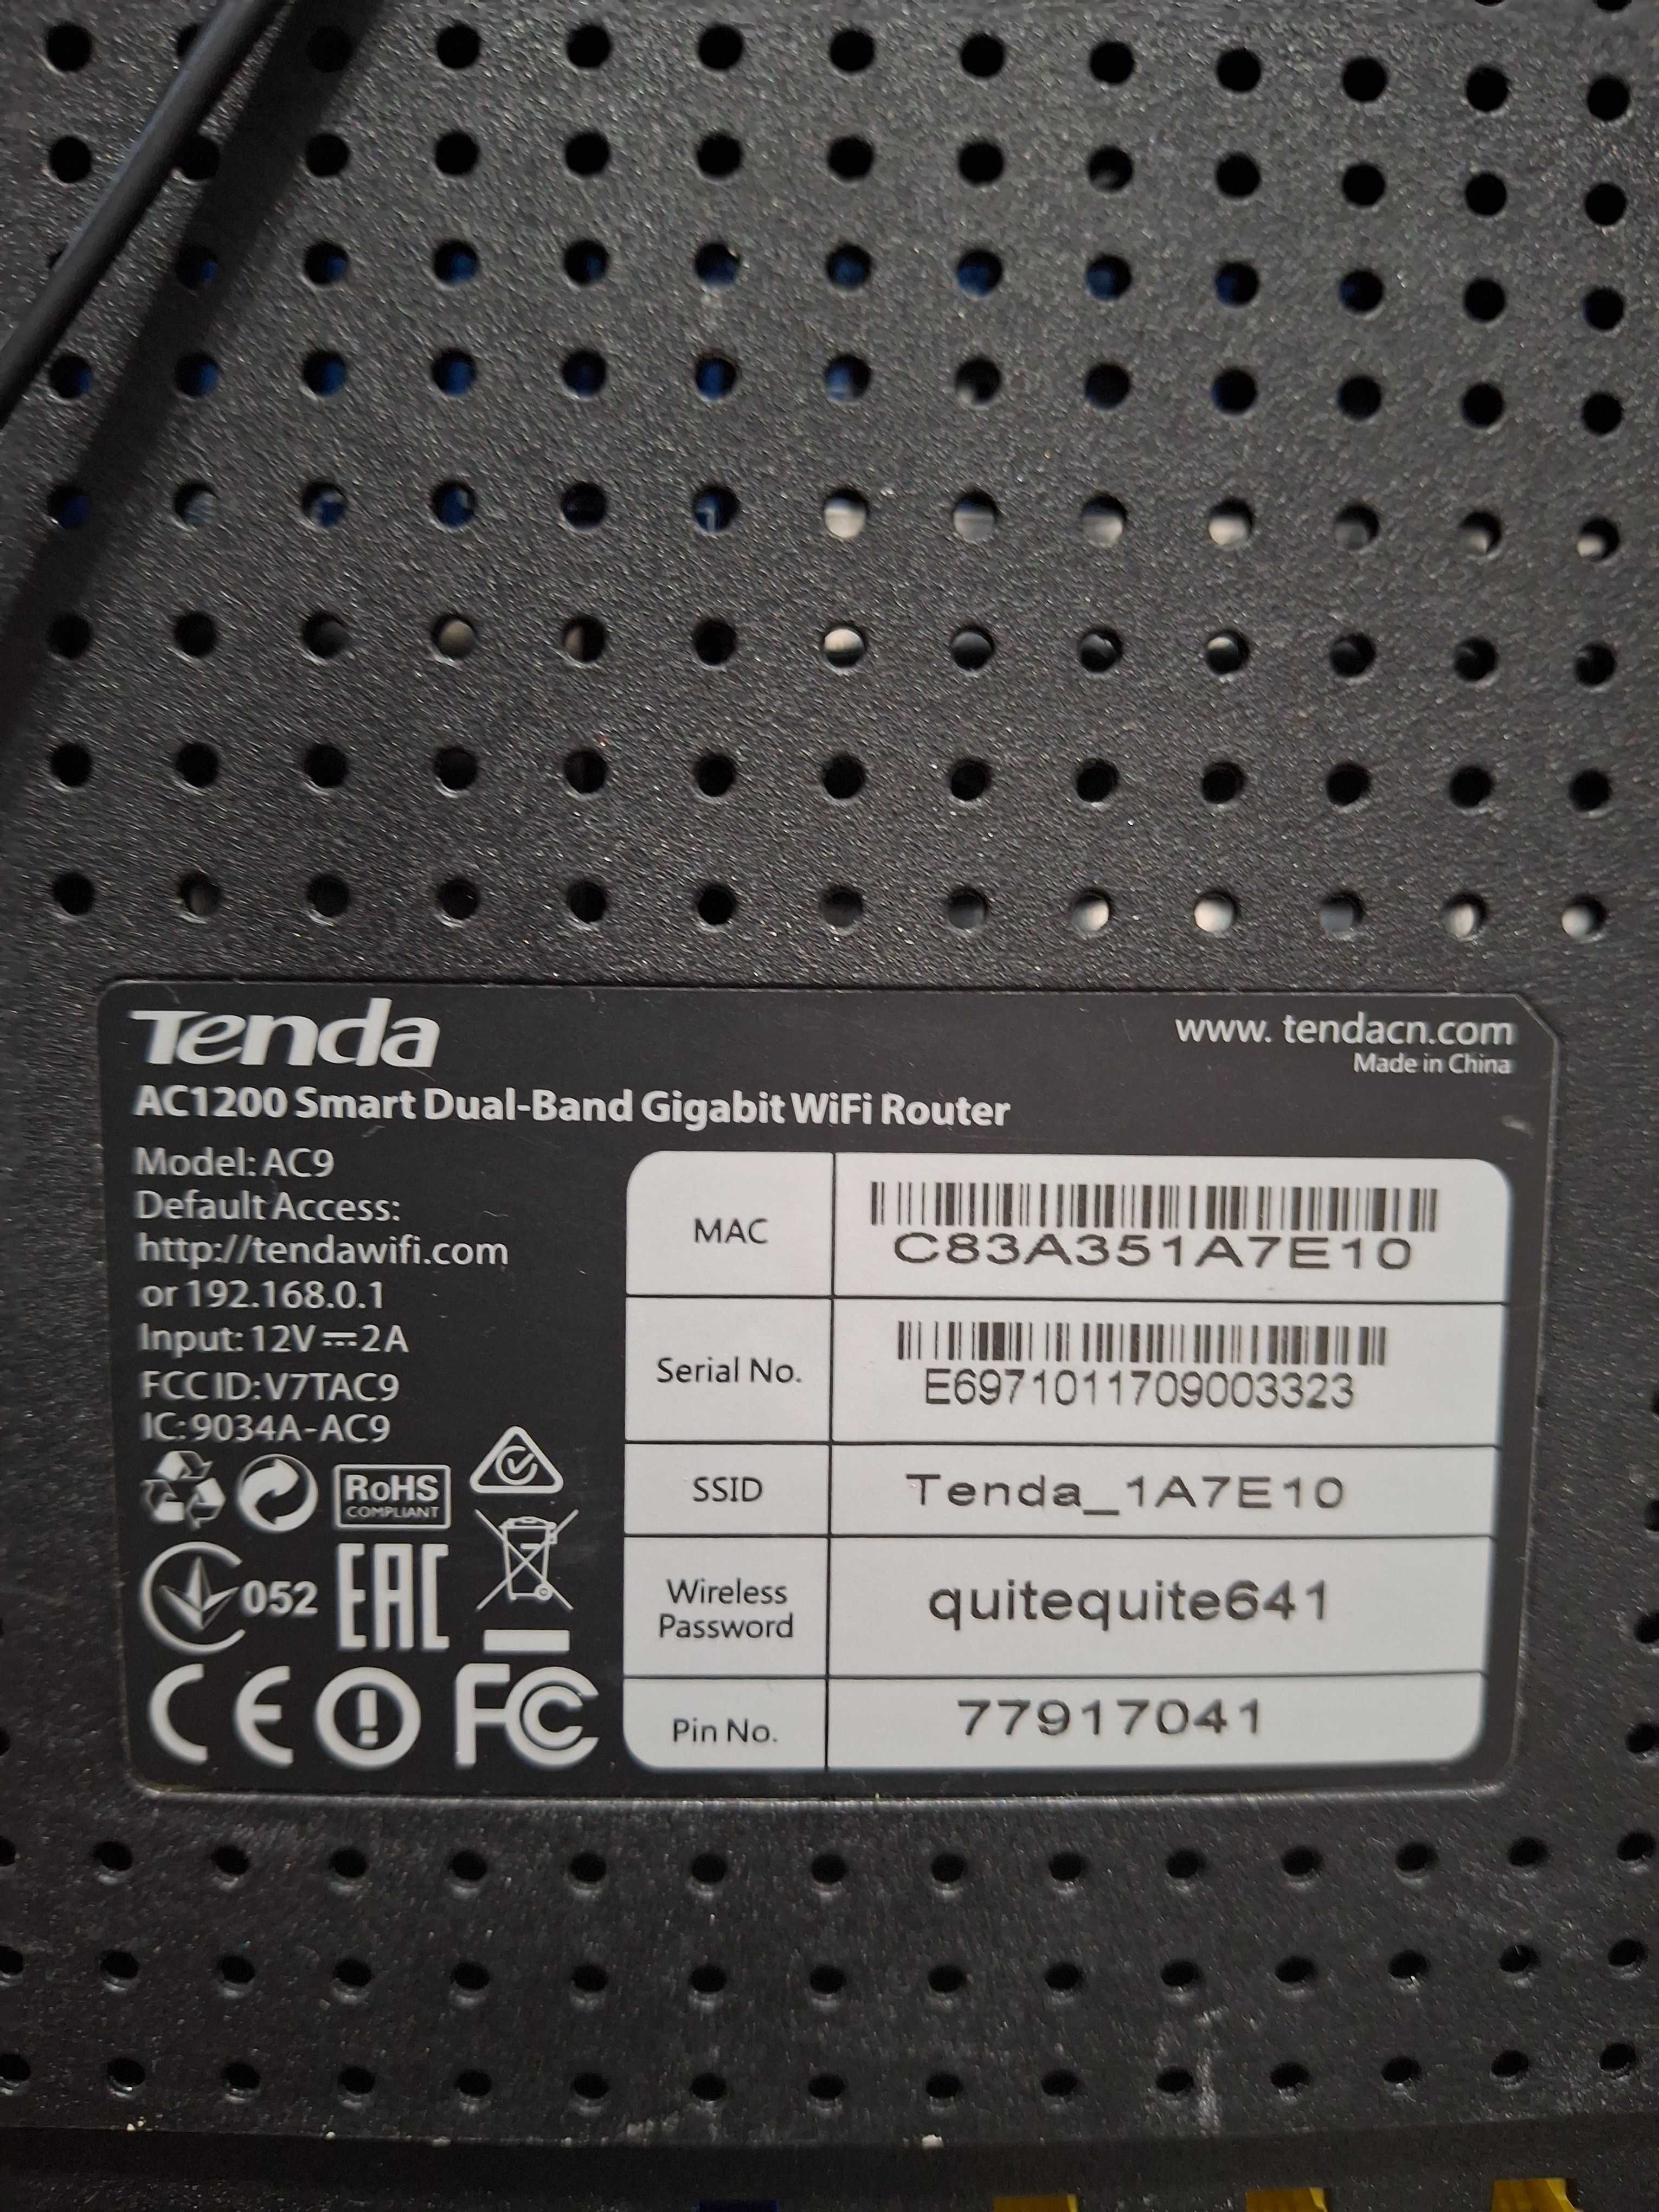 Tenda
www. tendacn.com
Made in China
AC1200 Smart Dual-Band Gigabit WiFi Router
Model: AC9
Default Access:
http://tendawifi.com
or 192.168.0.1
Input: 12V⎓2A
FCC ID:V7TAC9
IC:9034A-AC9
RoHS
COMPLIANT
052
EAC
CE
FC
MAC
C83A351A7E10
Serial No.
E6971011709003323
SSID
Tenda_1A7E10
Wireless
Password
quitequite641
Pin No.
77917041